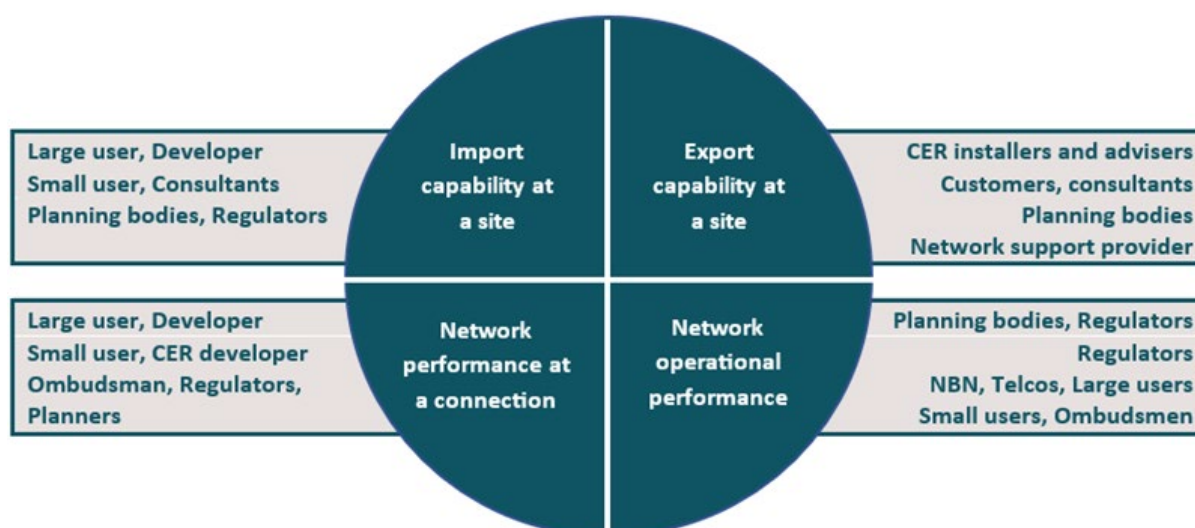 Large user, Developer
Small user, Consultants
Planning bodies, Regulators
Import
capability at
a site
Export
capability at
a site
CER installers and advisers
Customers, consultants
Planning bodies
Network support provider
Large user, Developer
Small user, CER developer
Ombudsman, Regulators,
Planners
Network
performance at
a connection
Network
operational
performance
Planning bodies, Regulators
Regulators
NBN, Telcos, Large users
Small users, Ombudsmen